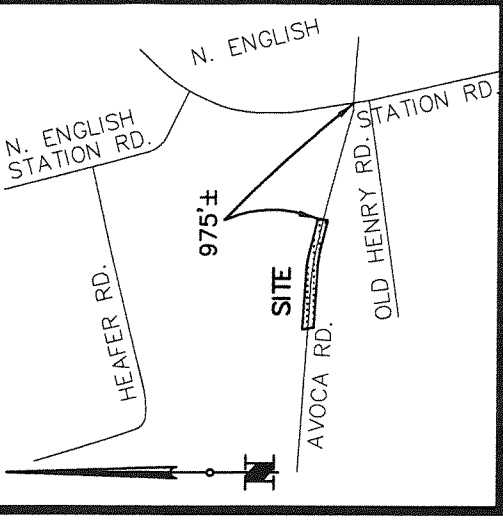 N. ENGLISH
N. ENGLISH
STATION RD.
STATION RD.
HEAFER RD.
975'±
SITE
OLD HENRY RD.
AVOCA RD.
N